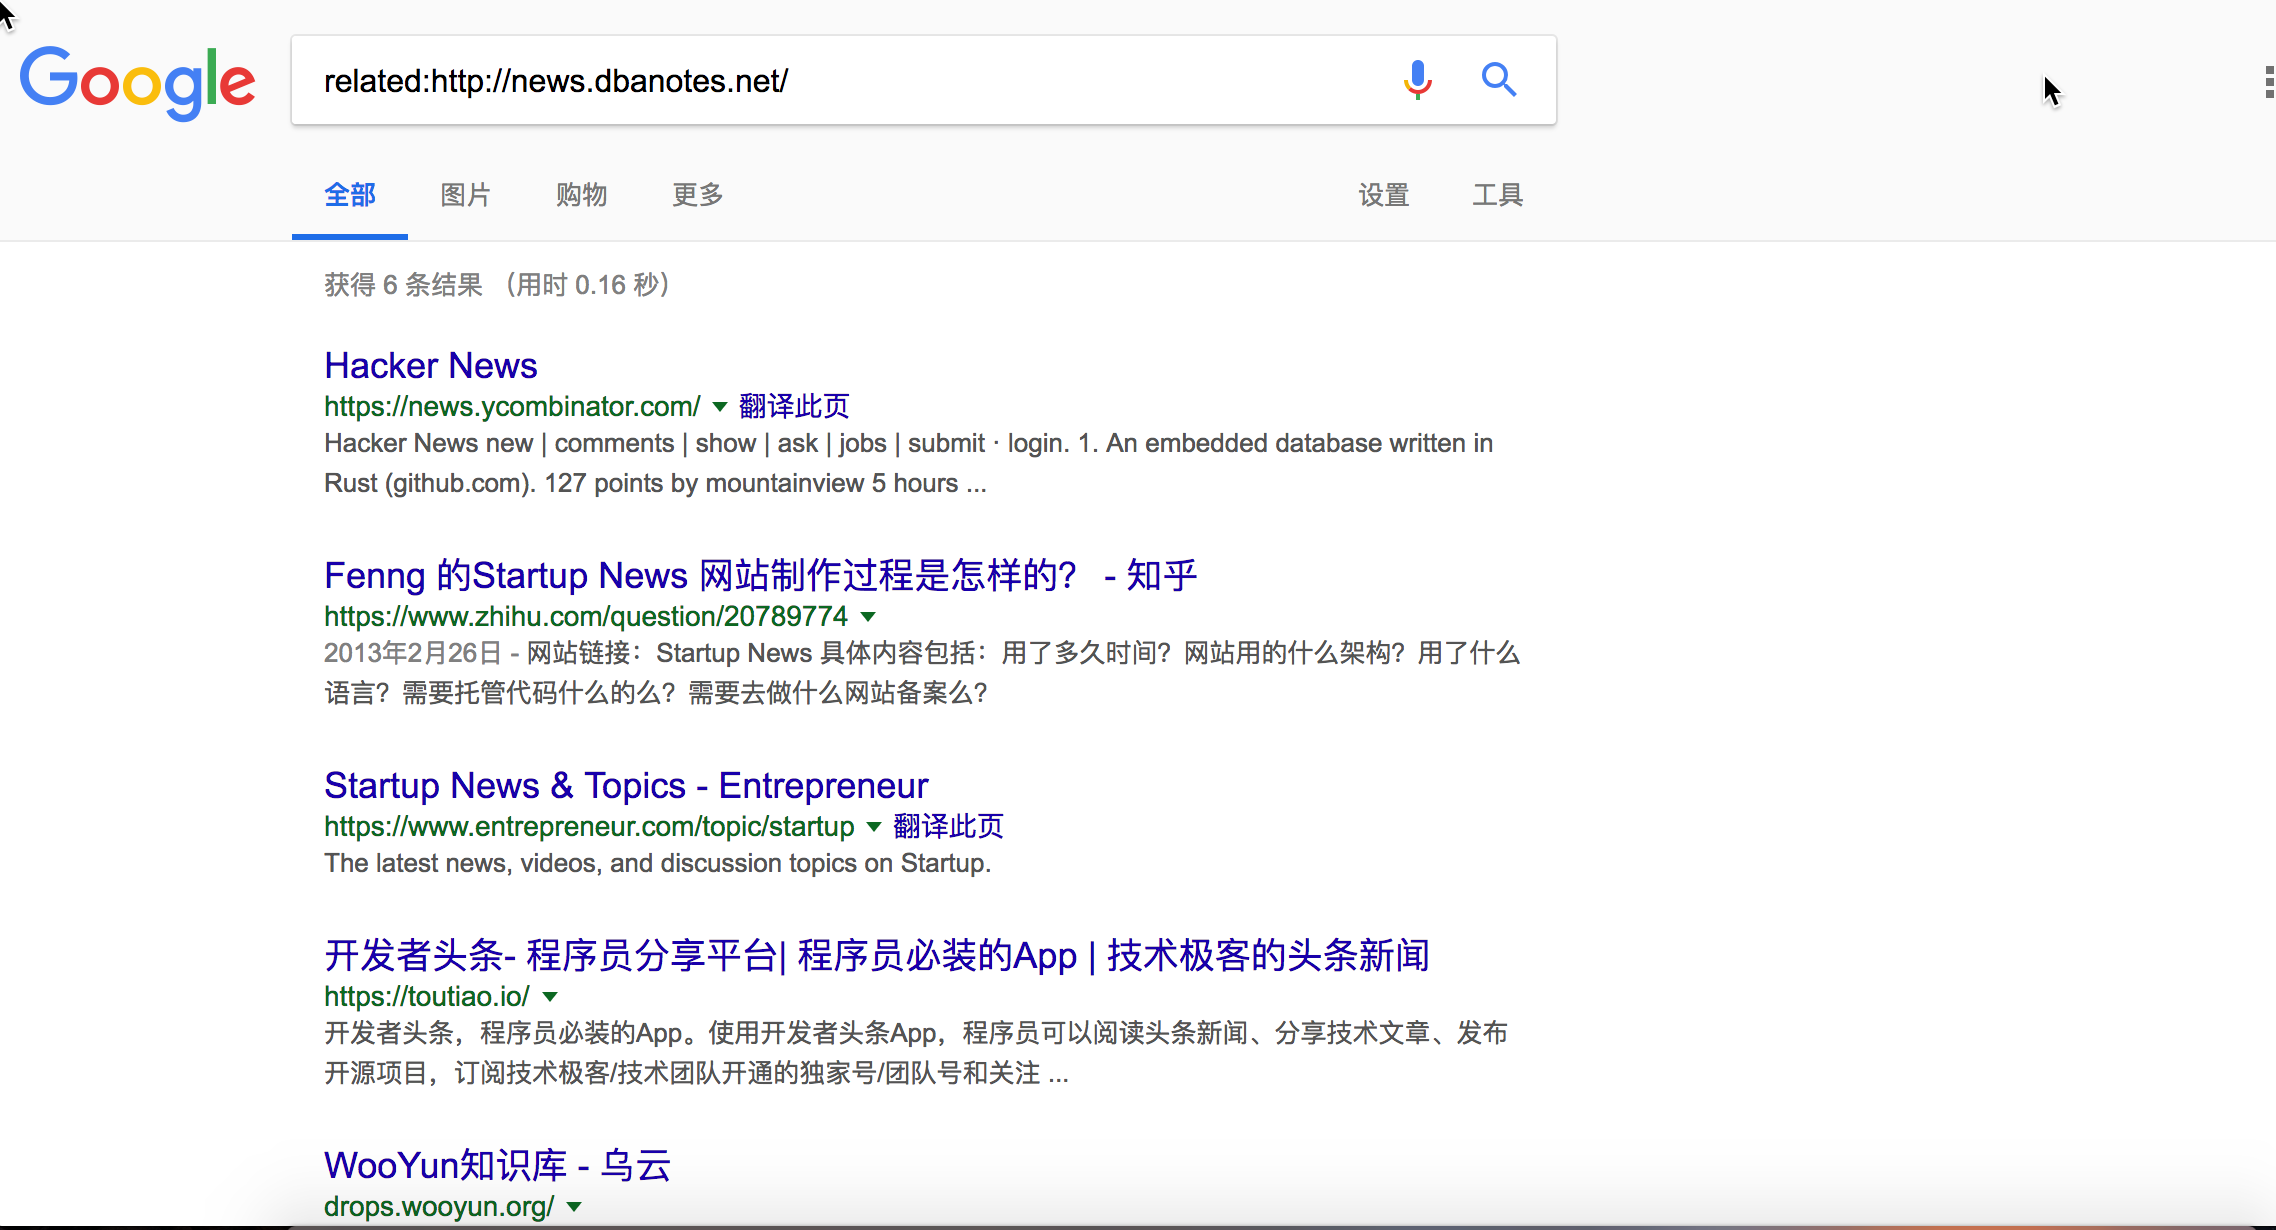 Google
related:http://news.dbanotes.net/
全部 图片 购物 更多 设置 工具
获得 6 条结果 （用时 0.16 秒）
Hacker News
https://news.ycombinator.com/ 翻译此页
Hacker News new | comments | show | ask | jobs | submit · login. 1. An embedded database written in
Rust (github.com). 127 points by mountainview 5 hours ...
Fenng 的Startup News 网站制作过程是怎样的？ - 知乎
https://www.zhihu.com/question/20789774
2013年2月26日 - 网站链接：Startup News 具体内容包括：用了多久时间？网站用的什么架构？用了什么
语言？需要托管代码什么的么？需要去做什么网站备案么？
Startup News & Topics - Entrepreneur
https://www.entrepreneur.com/topic/startup 翻译此页
The latest news, videos, and discussion topics on Startup.
开发者头条- 程序员分享平台| 程序员必装的App | 技术极客的头条新闻
https://toutiao.io/
开发者头条，程序员必装的App。使用开发者头条App，程序员可以阅读头条新闻、分享技术文章、发布
开源项目，订阅技术极客/技术团队开通的独家号/团队号和关注 ...
WooYun知识库 - 乌云
drops.wooyun.org/